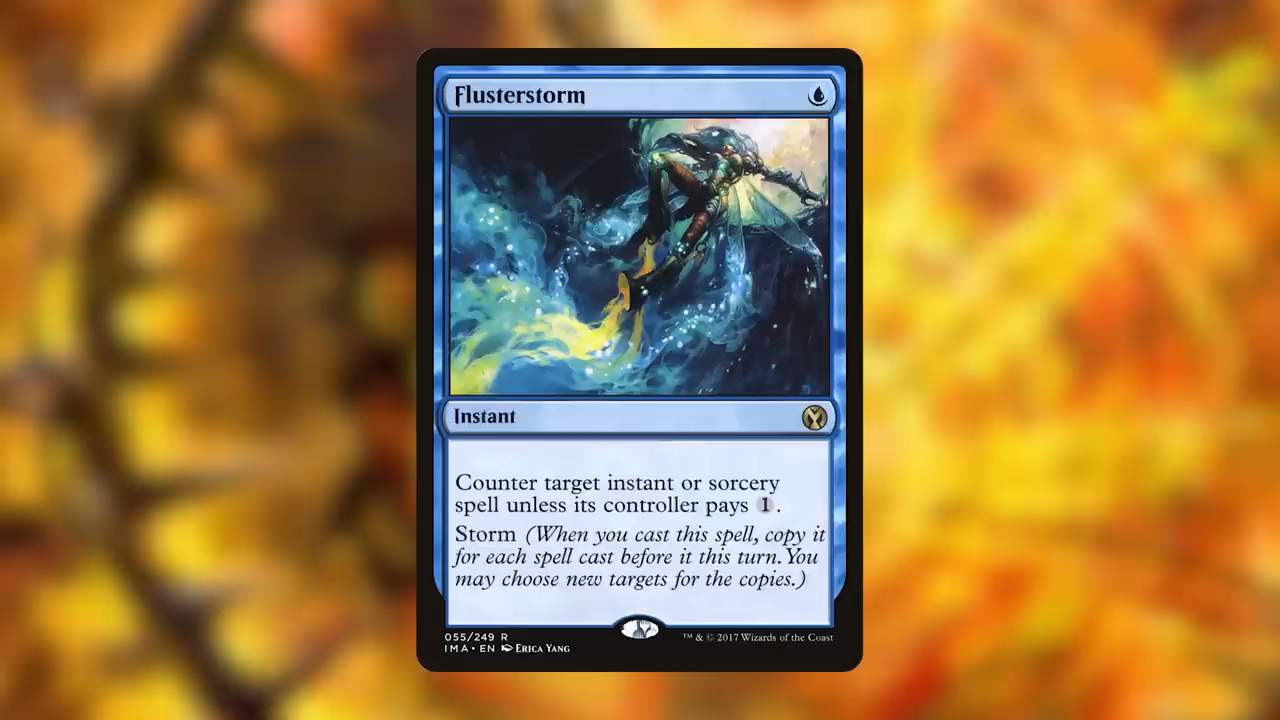 Flusterstorm
Instant
Counter target instant or sorcery
spell unless its controller pays 1.
Storm (When you cast this spell, copy it
for each spell cast before it this turn. You
may choose new targets for the copies.)
055/249 R
™ & © 2017 Wizards of the Coast
IMA • EN Erica Yang